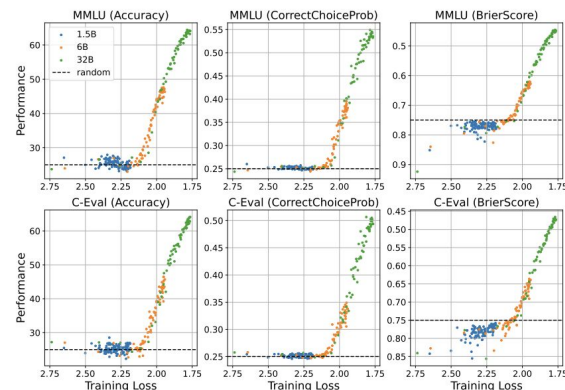 MMLU (Accuracy)
MMLU (CorrectChoiceProb)
MMLU (BrierScore)
Performance
60
40
1.5B
6B
32B
random
2.75 2.50 2.25 2.00 1.75
0.55
0.50
0.45
0.40
0.35
0.30
0.25
2.75 2.50 2.25 2.00 1.75
0.5
0.6
0.7
0.8
0.9
2.75 2.50 2.25 2.00 1.75
C-Eval (Accuracy)
C-Eval (CorrectChoiceProb)
C-Eval (BrierScore)
Performance
60
50
40
30
2.75 2.50 2.25 2.00 1.75
Training Loss
0.50
0.45
0.40
0.35
0.30
0.25
2.75 2.50 2.25 2.00 1.75
Training Loss
0.45
0.50
0.55
0.60
0.65
0.70
0.75
0.80
0.85
2.75 2.50 2.25 2.00 1.75
Training Loss